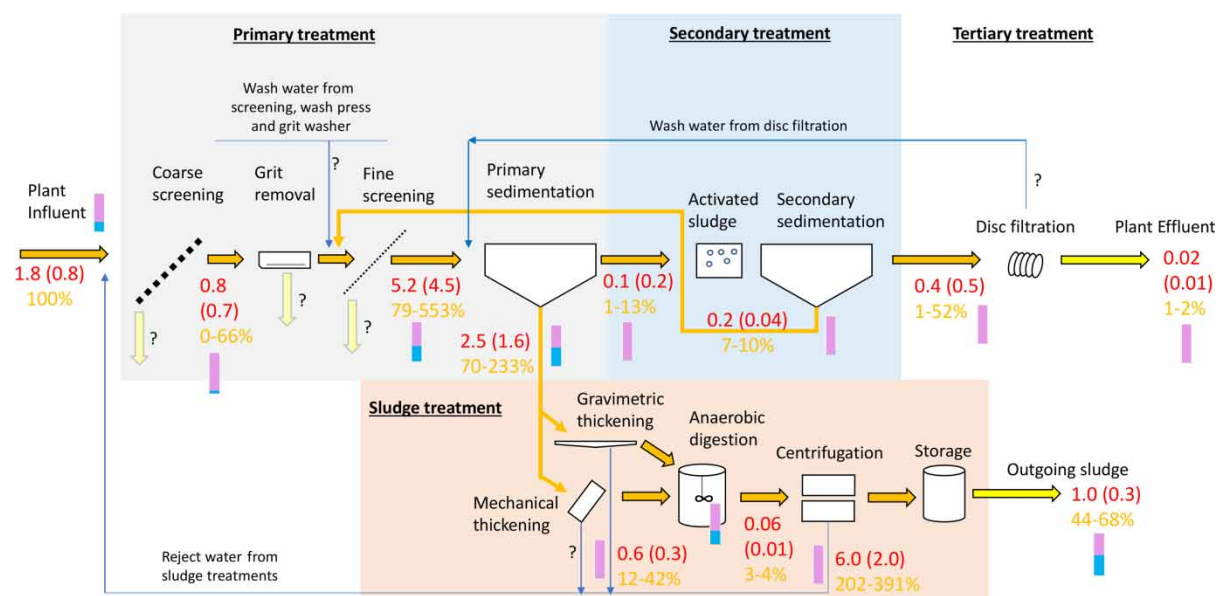 Primary treatment
Secondary treatment
Tertiary treatment
Wash water from
screening, wash press
and grit washer
Wash water from disc filtration
?
?
Plant
Influent
Coarse
screening
Grit
removal
Fine
screening
Primary
sedimentation
Activated
sludge
Secondary
sedimentation
Disc filtration
Plant Effluent
1.8 (0.8)
100%
0.8
(0.7)
0-66%
5.2 (4.5)
79-553%
0.1 (0.2)
1-13%
0.4 (0.5)
1-52%
0.02
(0.01)
1-2%
?
?
?
2.5 (1.6)
70-233%
0.2 (0.04)
7-10%
Sludge treatment
Gravimetric
thickening
Anaerobic
digestion
Centrifugation
Storage
Outgoing sludge
Mechanical
thickening
1.0 (0.3)
44-68%
?
0.6 (0.3)
12-42%
0.06
(0.01)
3-4%
6.0 (2.0)
202-391%
Reject water from
sludge treatments